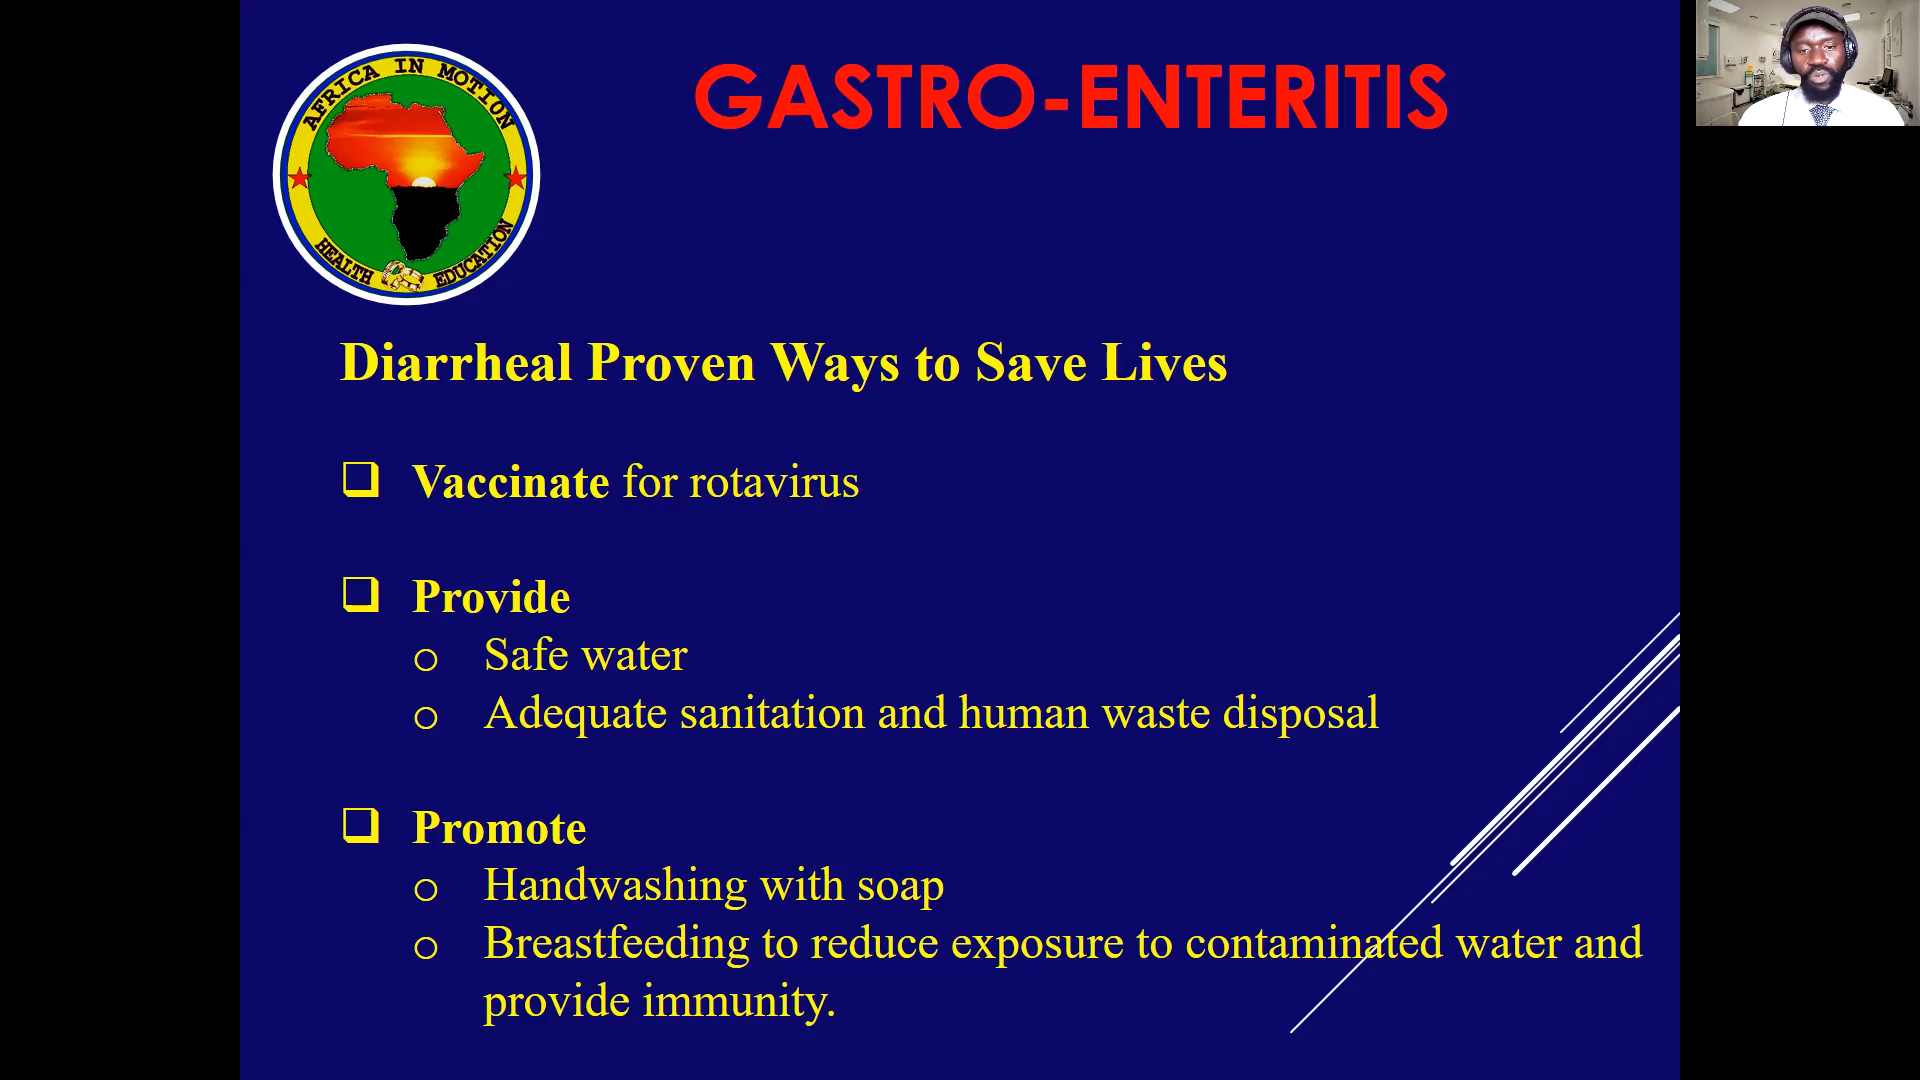 AFRICA IN MOTION
HEALTH EDUCATION
GASTRO-ENTERITIS
Diarrheal Proven Ways to Save Lives
❑ Vaccinate for rotavirus
❑ Provide
o Safe water
o Adequate sanitation and human waste disposal
❑ Promote
o Handwashing with soap
o Breastfeeding to reduce exposure to contaminated water and
provide immunity.